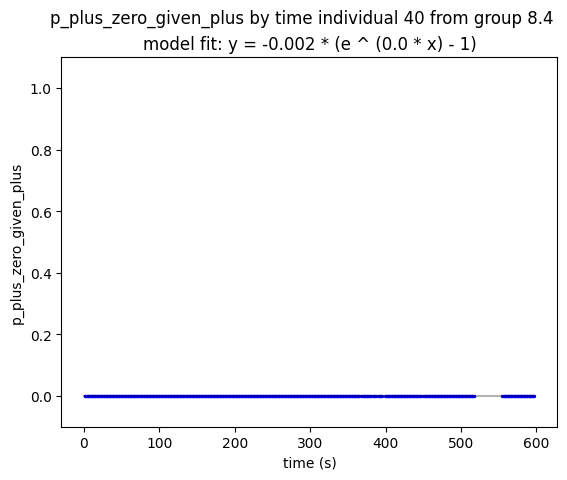 p_plus_zero_given_plus by time individual 40 from group 8.4
model fit: y = -0.002 * (e ^ (0.0 * x) - 1)
1.0
0.8
0.6
0.4
0.2
0.0
p_plus_zero_given_plus
0 100 200 300 400 500 600
time (s)